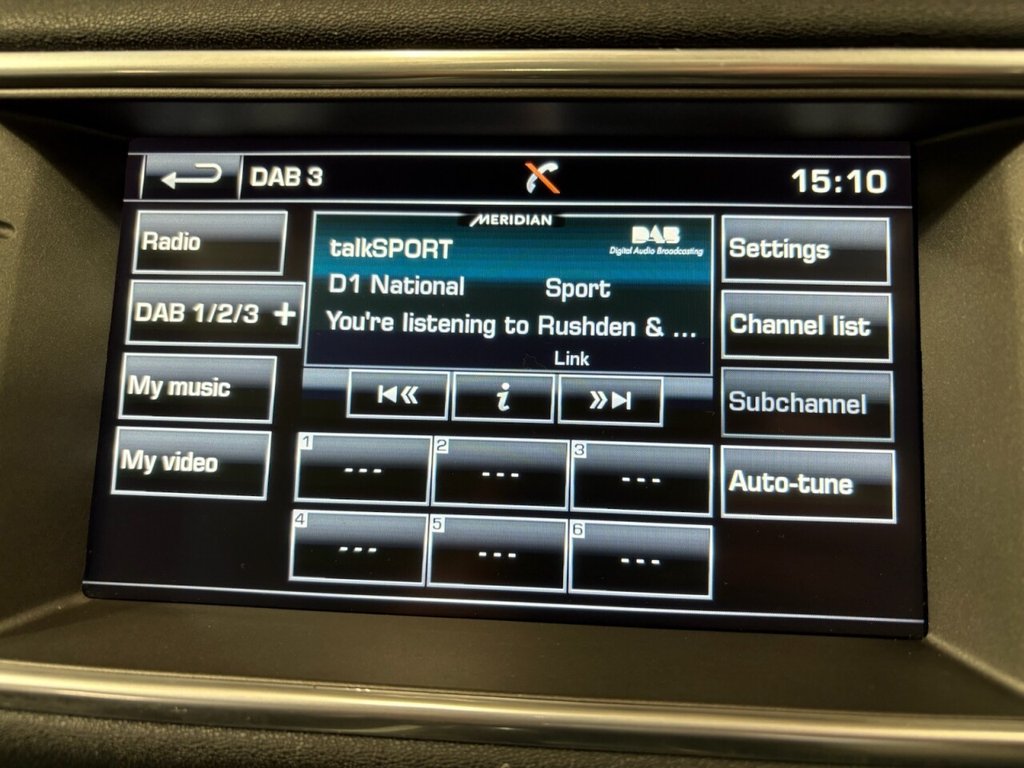 DAB 3
15:10
Radio
DAB 1/2/3 +
My music
My video
MERIDIAN
talkSPORT
DAB
Digital Audio Broadcasting
D1 National Sport
You're listening to Rushden & ...
Link
i
1 ---
2 ---
3 ---
4 ---
5 ---
6 ---
Settings
Channel list
Subchannel
Auto-tune